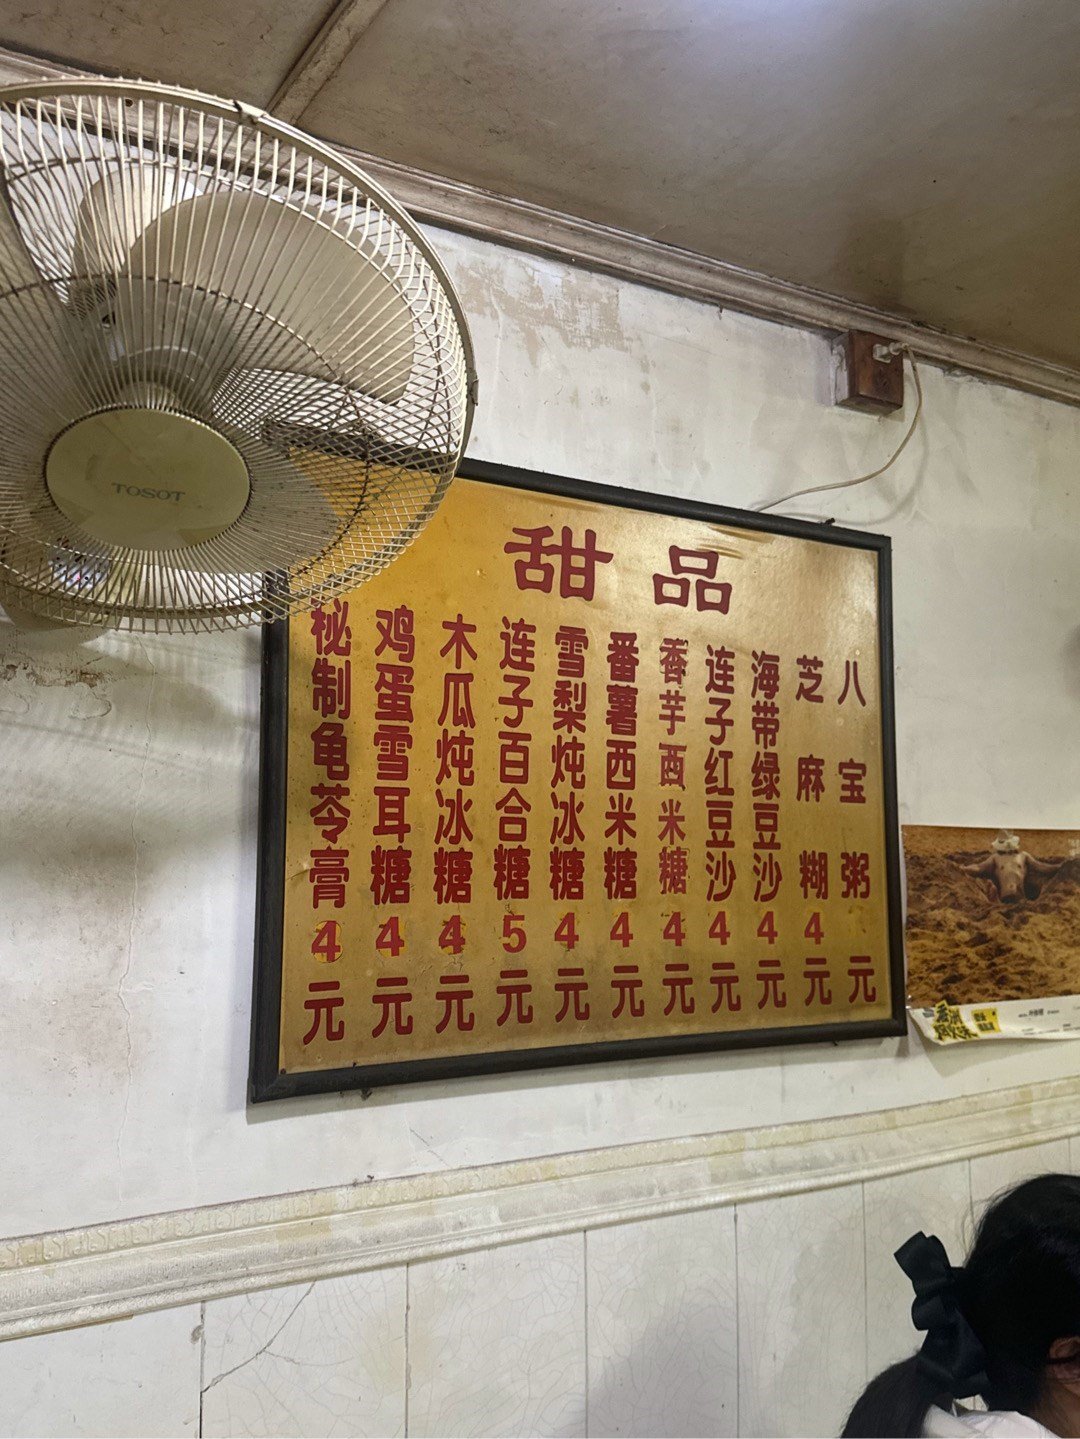 TOSOT
甜品
秘制龟苓膏4元
鸡蛋雪耳糖4元
木瓜炖冰糖4元
连子百合糖5元
雪梨炖冰糖4元
番薯西米糖4元
香芋西米糖4元
连子红豆沙4元
海带绿豆沙4元
芝麻糊4元
八宝粥 元